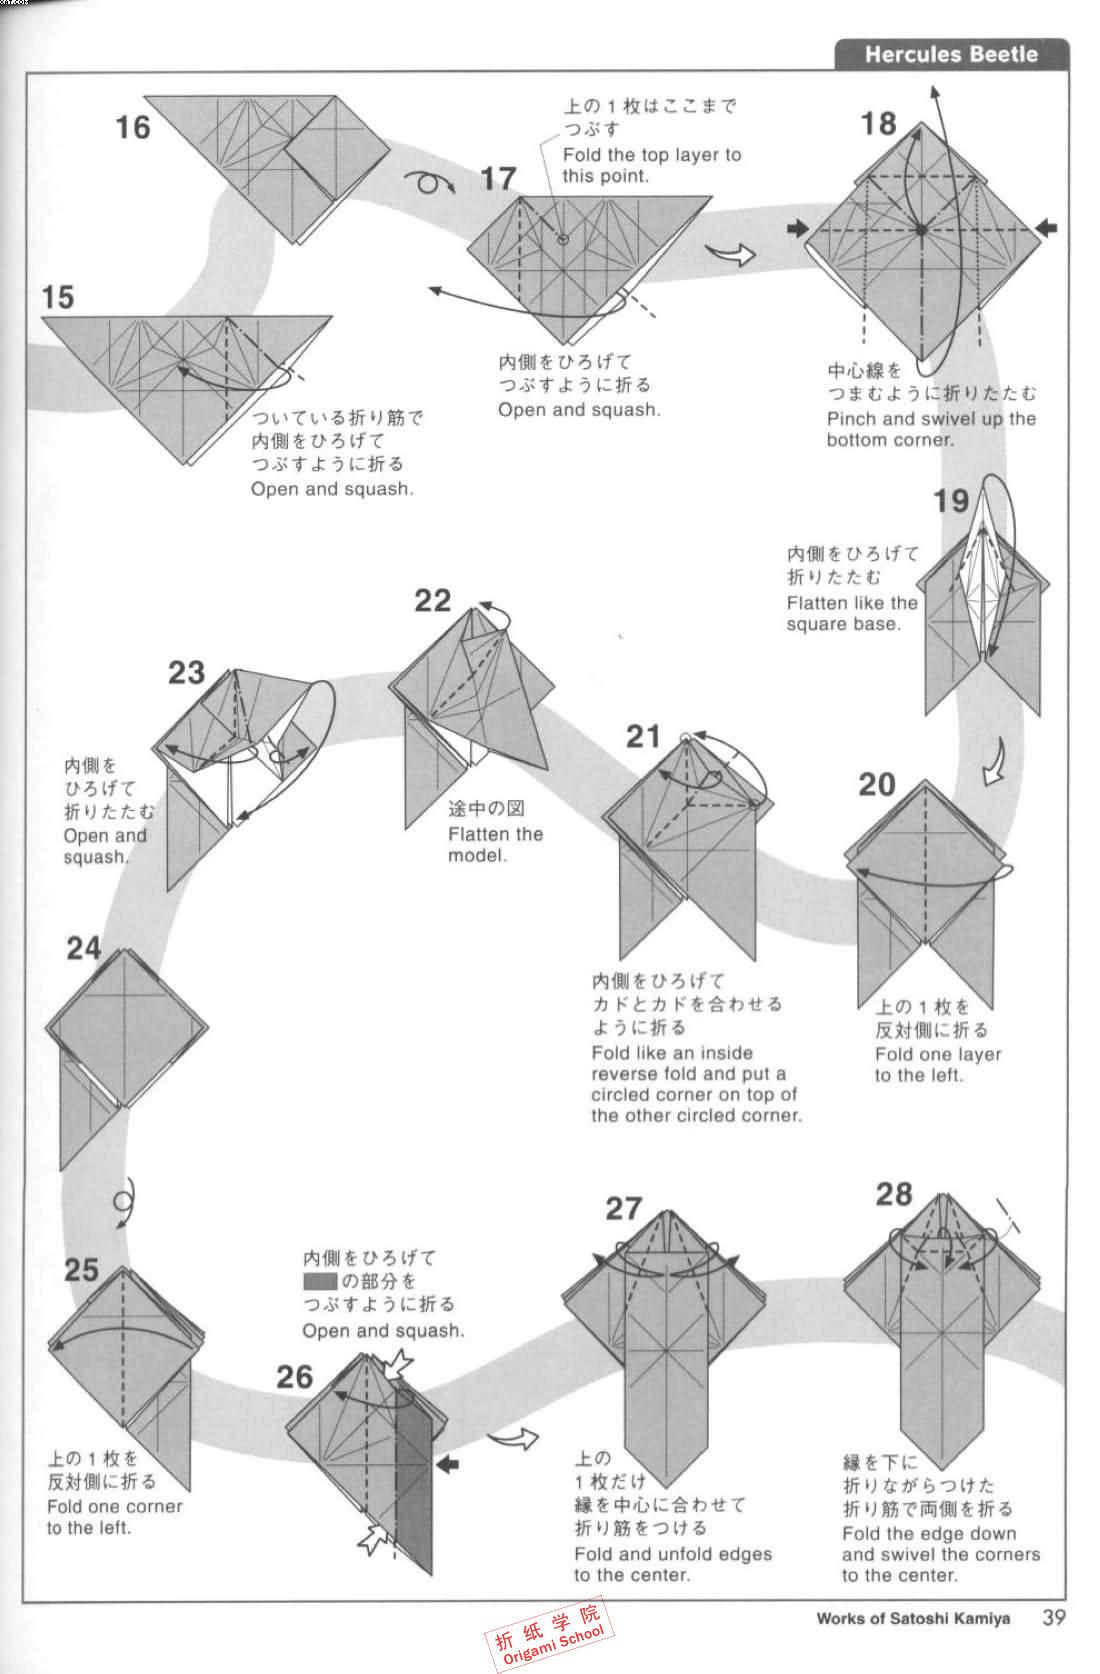 Hercules Beetle
16
15
ついている折り筋で
内側をひろげて
つぶすように折る
Open and squash.
17
上の1枚はここまで
つぶす
Fold the top layer to
this point.
内側をひろげて
つぶすように折る
Open and squash.
18
中心線を
つまむように折りたたむ
Pinch and swivel up the
bottom corner.
19
内側をひろげて
折りたたむ
Flatten like the
square base.
20
上の1枚を
反対側に折る
Fold one layer
to the left.
21
内側をひろげて
カドとカドを合わせる
ように折る
Fold like an inside
reverse fold and put a
circled corner on top of
the other circled corner.
22
途中の図
Flatten the
model.
23
内側を
ひろげて
折りたたむ
Open and
squash.
24
25
上の1枚を
反対側に折る
Fold one corner
to the left.
26
内側をひろげて
の部分を
つぶすように折る
Open and squash.
27
上の
1枚だけ
縁を中心に合わせて
折り筋をつける
Fold and unfold edges
to the center.
28
縁を下に
折りながらつけた
折り筋で両側を折る
Fold the edge down
and swivel the corners
to the center.
Works of Satoshi Kamiya 39
折纸学院
Origami School